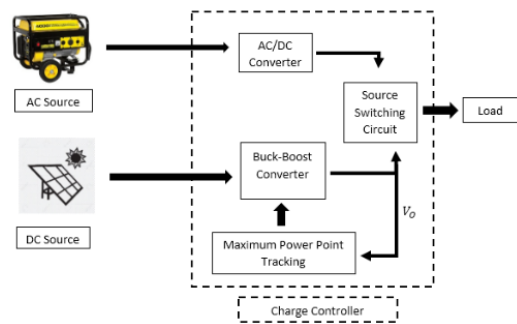 AC Source
AC/DC
Converter
Source
Switching
Circuit
Load
Buck-Boost
Converter
V_O
DC Source
Maximum Power Point
Tracking
Charge Controller